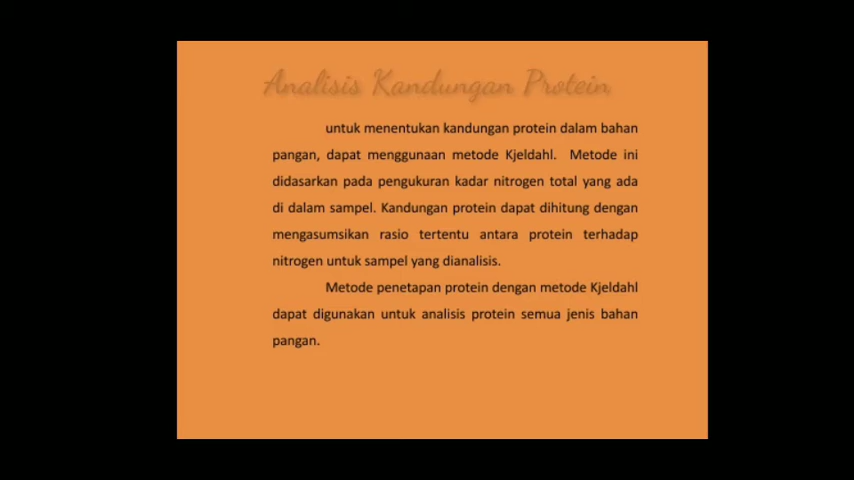 Analisis Kandungan Protein
untuk menentukan kandungan protein dalam bahan
pangan, dapat menggunaan metode Kjeldahl. Metode ini
didasarkan pada pengukuran kadar nitrogen total yang ada
di dalam sampel. Kandungan protein dapat dihitung dengan
mengasumsikan rasio tertentu antara protein terhadap
nitrogen untuk sampel yang dianalisis.
Metode penetapan protein dengan metode Kjeldahl
dapat digunakan untuk analisis protein semua jenis bahan
pangan.